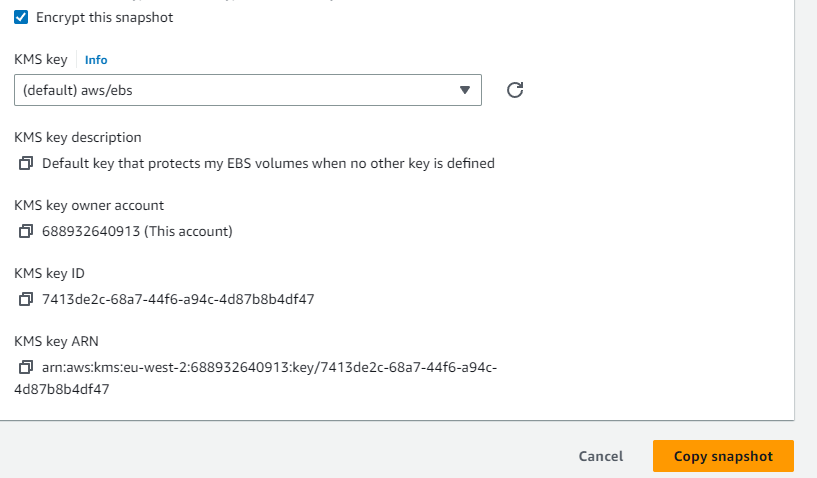 Encrypt this snapshot
KMS key Info
(default) aws/ebs
KMS key description
Default key that protects my EBS volumes when no other key is defined
KMS key owner account
688932640913 (This account)
KMS key ID
7413de2c-68a7-44f6-a94c-4d87b8b4df47
KMS key ARN
arn:aws:kms:eu-west-2:688932640913:key/7413de2c-68a7-44f6-a94c-
4d87b8b4df47
Cancel Copy snapshot